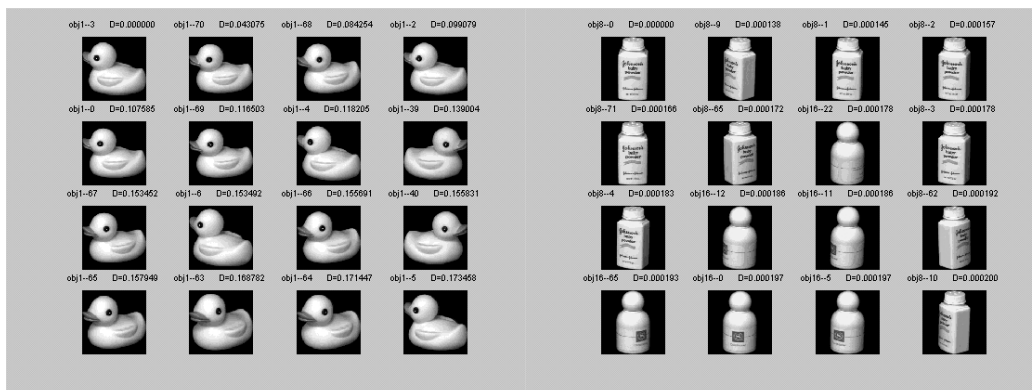 obj1--3 D=0.000000 obj1--70 D=0.043075 obj1--68 D=0.084254 obj1--2 D=0.099079
obj1--0 D=0.107585 obj1--69 D=0.116503 obj1--4 D=0.118205 obj1--39 D=0.139004
obj1--67 D=0.153452 obj1--6 D=0.153492 obj1--66 D=0.155691 obj1--40 D=0.155831
obj1--65 D=0.157949 obj1--63 D=0.168782 obj1--64 D=0.171447 obj1--5 D=0.173458
obj8--0 D=0.000000 obj8--9 D=0.000138 obj8--1 D=0.000145 obj8--2 D=0.000157
Johnson's baby powder
obj8--71 D=0.000166 obj8--65 D=0.000172 obj16--22 D=0.000178 obj8--3 D=0.000178
obj8--4 D=0.000183 obj16--12 D=0.000186 obj16--11 D=0.000186 obj8--62 D=0.000192
obj16--65 D=0.000193 obj16--0 D=0.000197 obj16--5 D=0.000197 obj8--10 D=0.000200